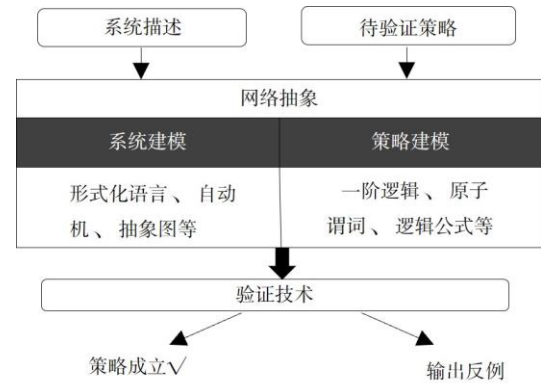 系统描述
待验证策略
网络抽象
系统建模
策略建模
形式化语言、自动
机、抽象图等
一阶逻辑、原子
谓词、逻辑公式等
验证技术
策略成立√
输出反例